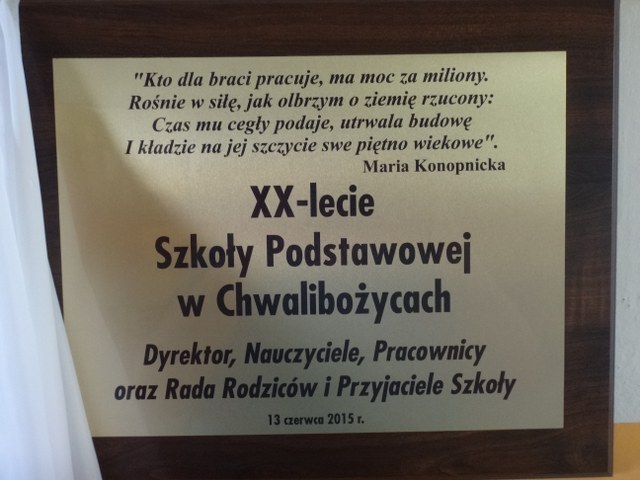 "Kto dla braci pracuje, ma moc za miliony.
Rośnie w siłę, jak olbrzym o ziemię rzucony:
Czas mu cegły podaje, utrwala budowę
I kładzie na jej szczycie swe piętno wiekowe".
Maria Konopnicka
XX-lecie
Szkoły Podstawowej
w Chwalibożycach
Dyrektor, Nauczyciele, Pracownicy
oraz Rada Rodziców i Przyjaciele Szkoły
13 czerwca 2015 r.